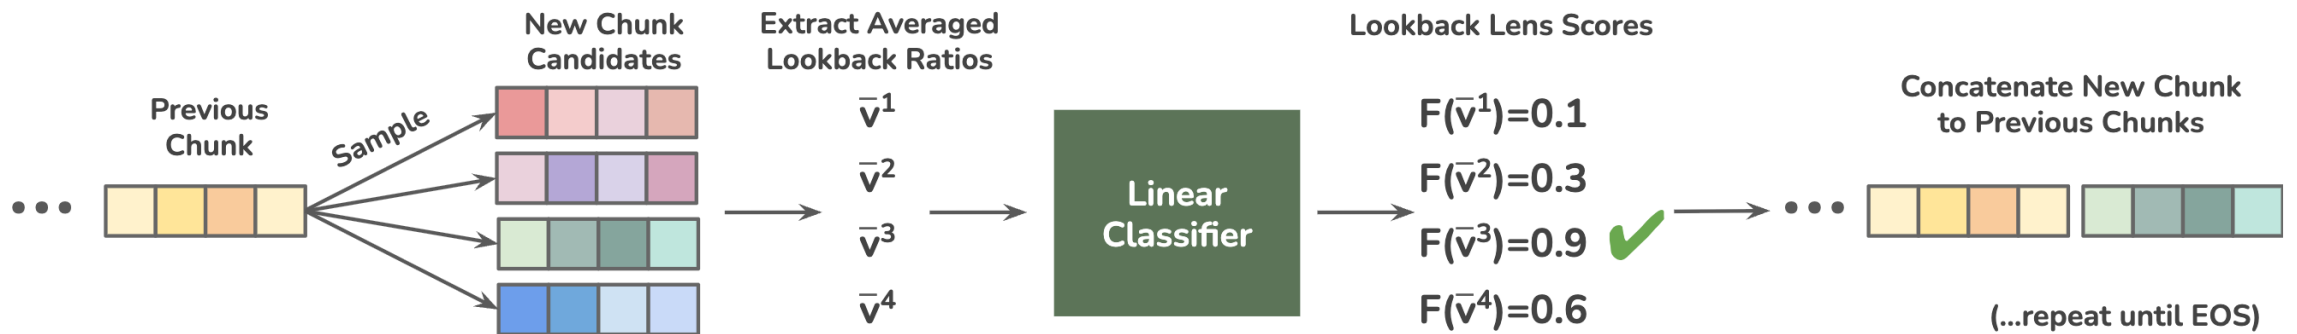 Previous
Chunk
Sample
New Chunk
Candidates
Extract Averaged
Lookback Ratios
v̅¹
v̅²
v̅³
v̅⁴
Linear
Classifier
Lookback Lens Scores
F(v̅¹)=0.1
F(v̅²)=0.3
F(v̅³)=0.9
F(v̅⁴)=0.6
Concatenate New Chunk
to Previous Chunks
(...repeat until EOS)